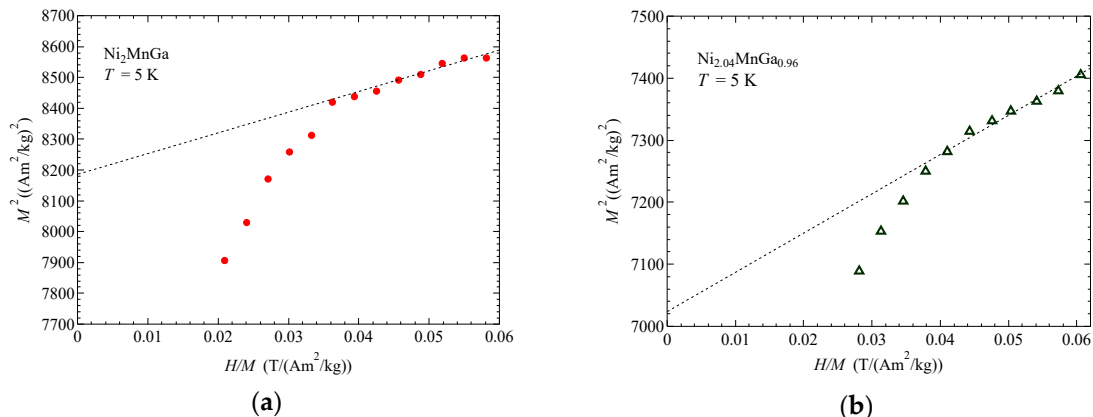 8700
8600
8500
8400
8300
8200
8100
8000
7900
7800
7700
M² ((Am²/kg)²)
Ni₂MnGa
T = 5 K
0 0.01 0.02 0.03 0.04 0.05 0.06
H/M (T/(Am²/kg))
(a)
7500
7400
7300
7200
7100
7000
M² ((Am²/kg)²)
Ni₂.₀₄MnGa₀.₉₆
T = 5 K
0 0.01 0.02 0.03 0.04 0.05 0.06
H/M (T/(Am²/kg))
(b)